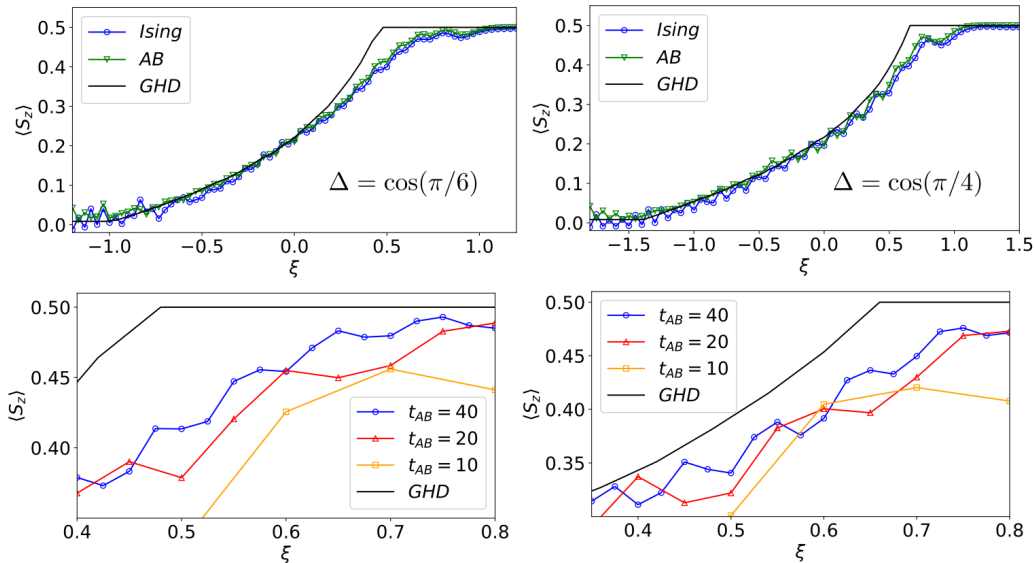 0.5
0.4
0.3
0.2
0.1
0.0
⟨S_z⟩
Ising
AB
GHD
Δ = cos(π/6)
−1.0 −0.5 0.0 0.5 1.0
ξ
0.5
0.4
0.3
0.2
0.1
0.0
⟨S_z⟩
Ising
AB
GHD
Δ = cos(π/4)
−1.5 −1.0 −0.5 0.0 0.5 1.0 1.5
ξ
0.50
0.45
0.40
⟨S_z⟩
t_AB = 40
t_AB = 20
t_AB = 10
GHD
0.4 0.5 0.6 0.7 0.8
ξ
0.50
0.45
0.40
0.35
⟨S_z⟩
t_AB = 40
t_AB = 20
t_AB = 10
GHD
0.4 0.5 0.6 0.7 0.8
ξ